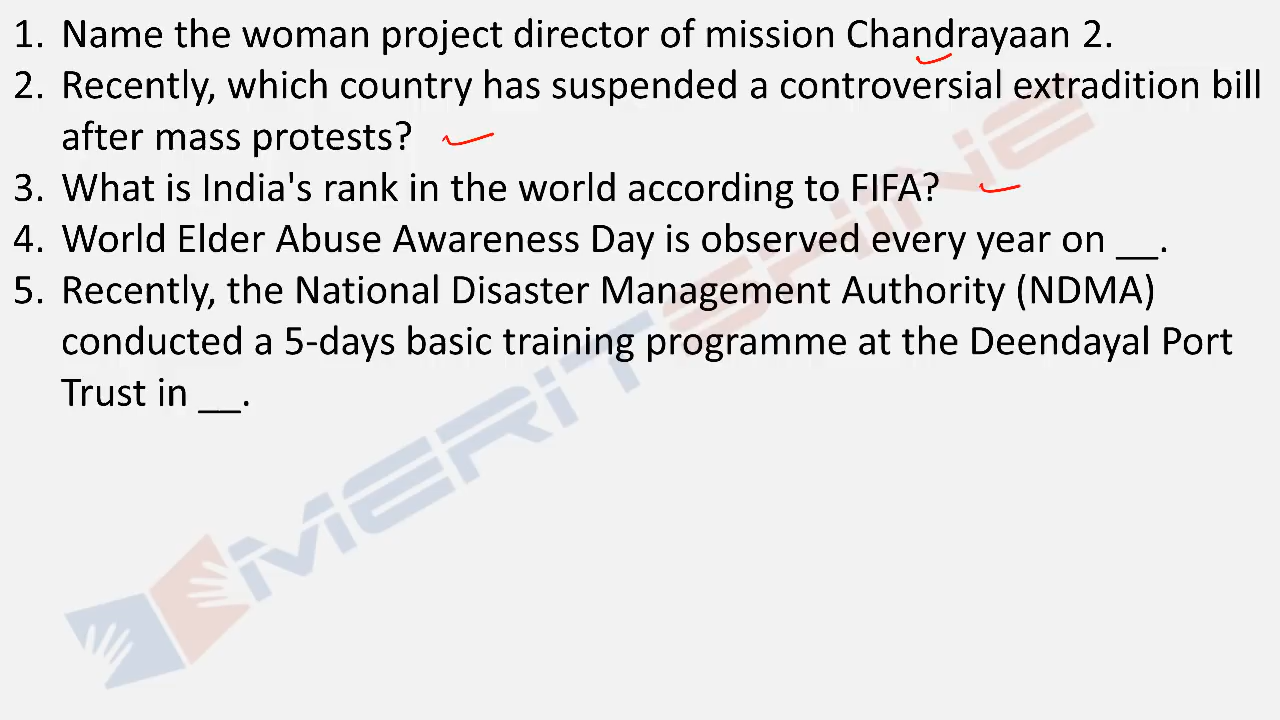 1. Name the woman project director of mission Chandrayaan 2.
2. Recently, which country has suspended a controversial extradition bill
after mass protests?
3. What is India's rank in the world according to FIFA?
4. World Elder Abuse Awareness Day is observed every year on __.
5. Recently, the National Disaster Management Authority (NDMA)
conducted a 5-days basic training programme at the Deendayal Port
Trust in __.
MERITSHINE